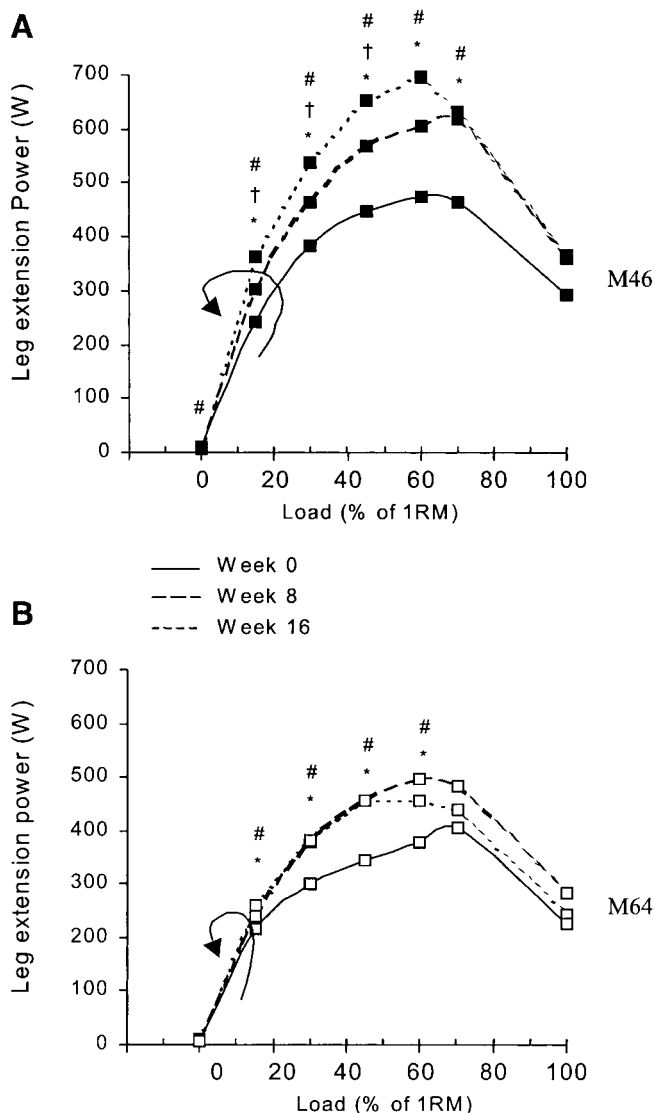 A
# # # # #
† † † * *
* * *
#
Leg extension Power (W)
700
600
500
400
300
200
100
0
0 20 40 60 80 100
Load (% of 1RM)
M46
Week 0
Week 8
Week 16
B
# # # #
* * * *
Leg extension power (W)
700
600
500
400
300
200
100
0
0 20 40 60 80 100
Load (% of 1RM)
M64